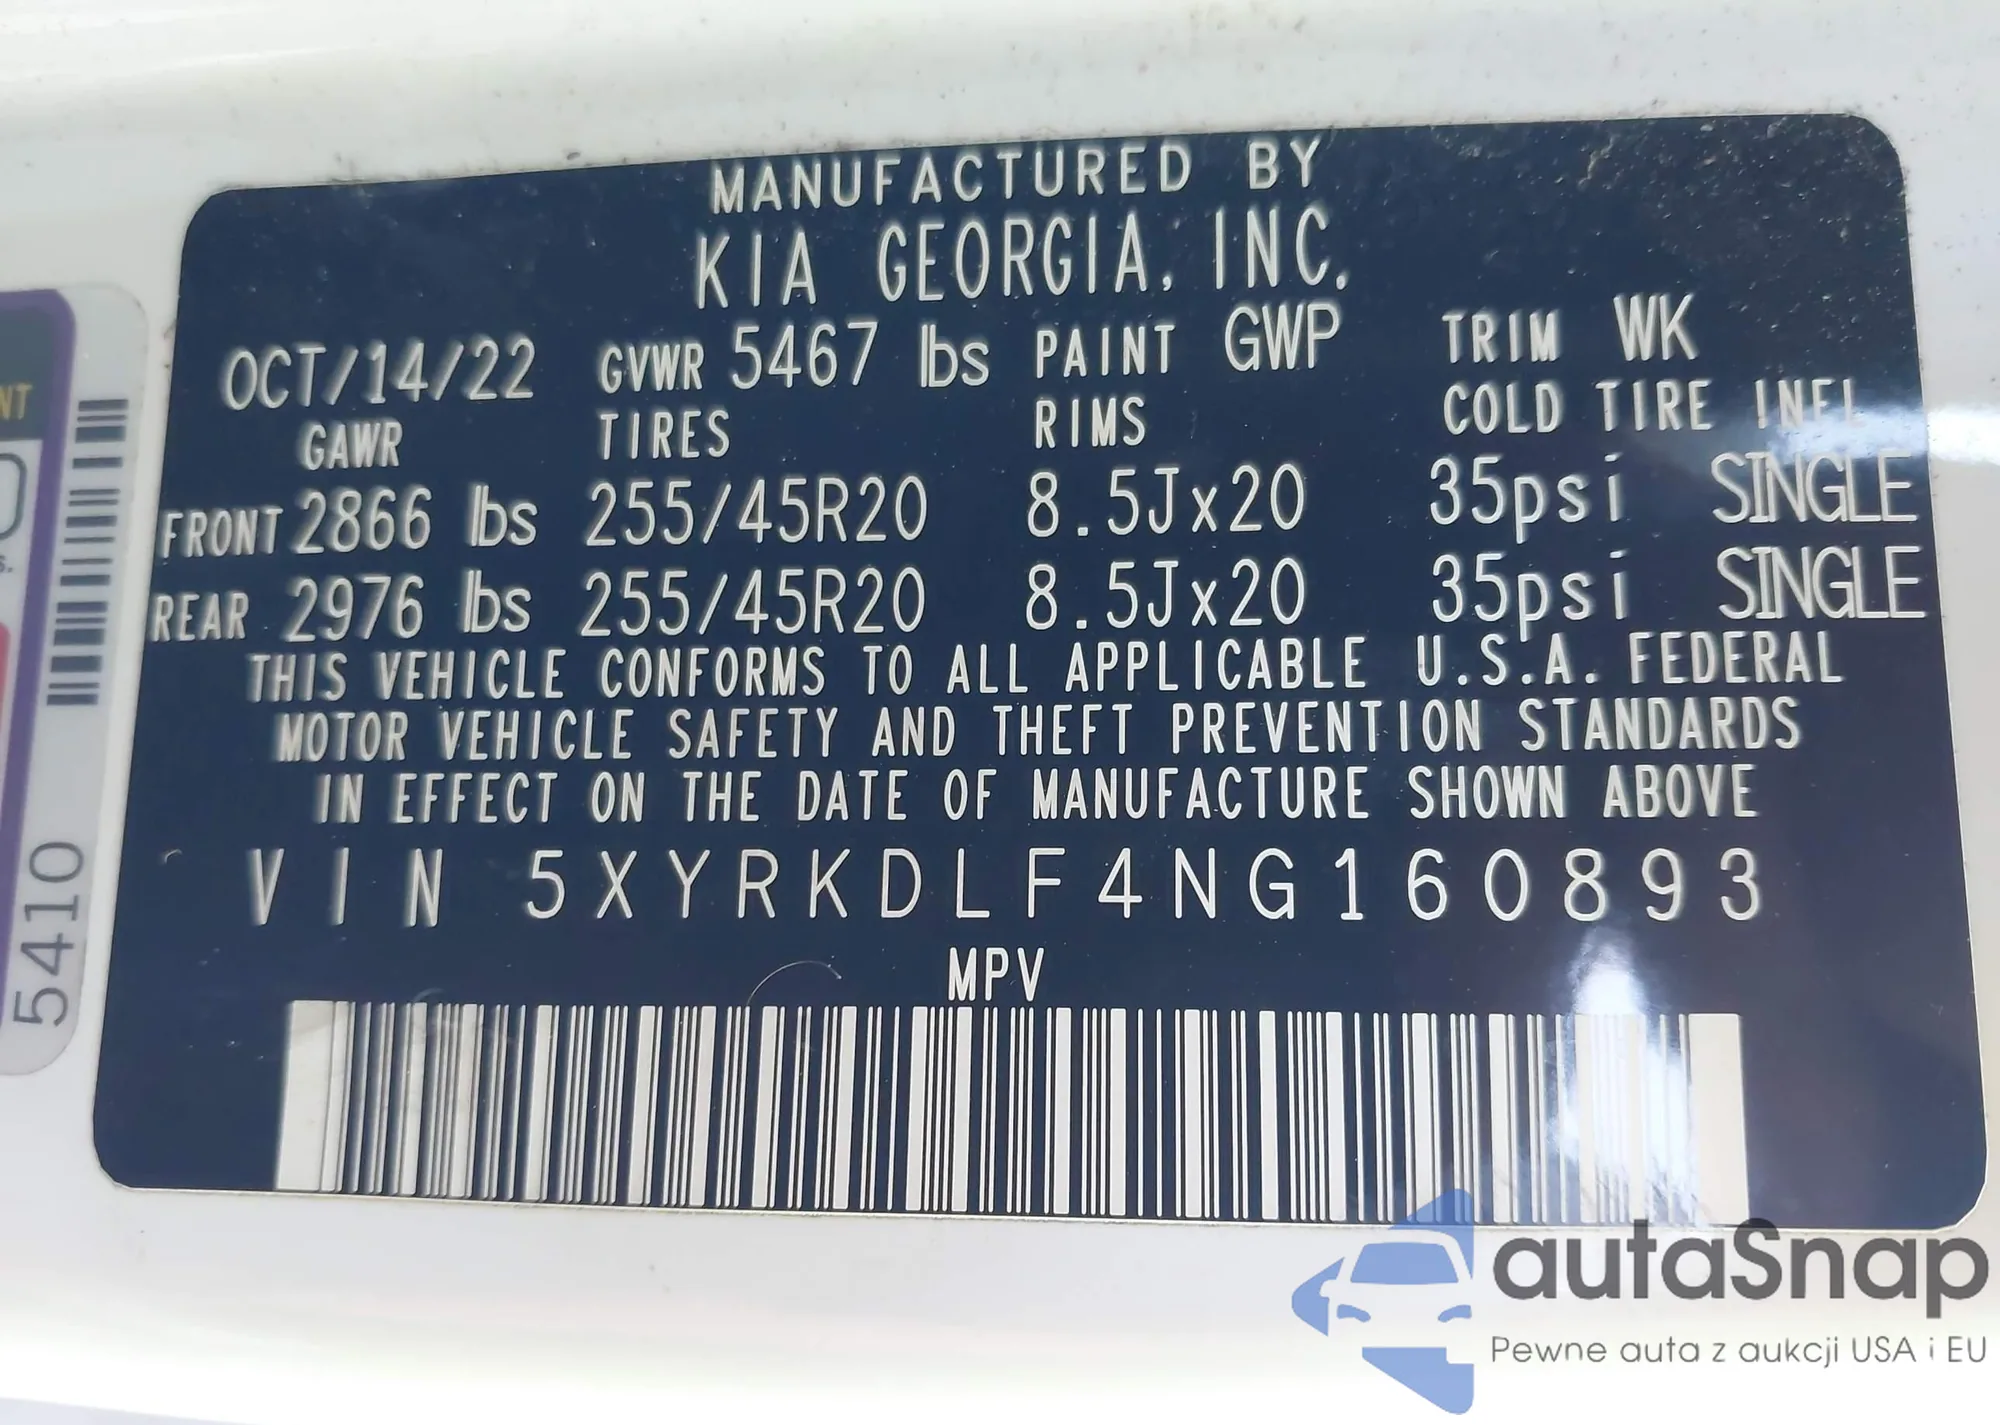 MANUFACTURED BY
KIA GEORGIA, INC.
OCT/14/22 GVWR 5467 lbs PAINT GWP TRIM WK
GAWR TIRES RIMS COLD TIRE INFL
FRONT 2866 lbs 255/45R20 8.5Jx20 35psi SINGLE
REAR 2976 lbs 255/45R20 8.5Jx20 35psi SINGLE
THIS VEHICLE CONFORMS TO ALL APPLICABLE U.S.A. FEDERAL
MOTOR VEHICLE SAFETY AND THEFT PREVENTION STANDARDS
IN EFFECT ON THE DATE OF MANUFACTURE SHOWN ABOVE
VIN 5XYRKDLF4NG160893
MPV
5410
autaSnap
Pewne auta z aukcji USA i EU